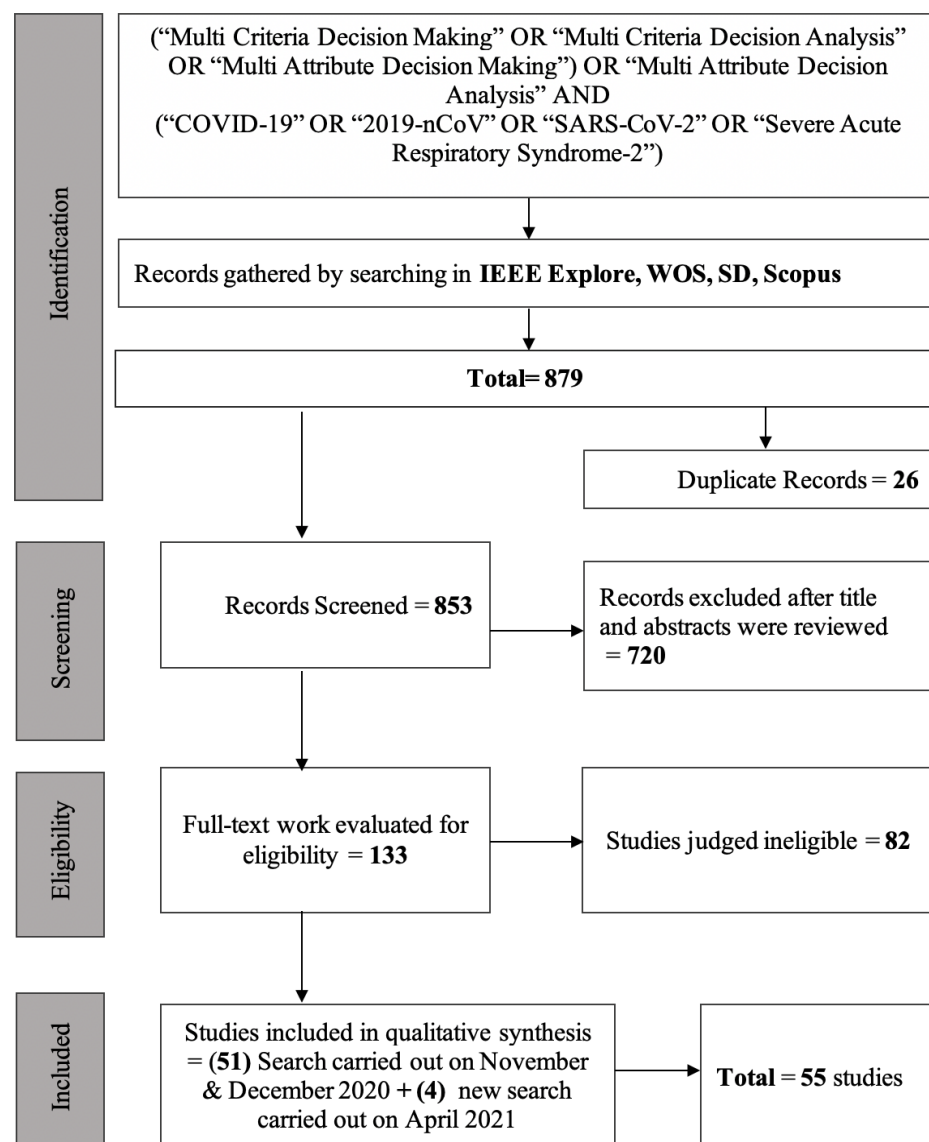 (“Multi Criteria Decision Making” OR “Multi Criteria Decision Analysis”
OR “Multi Attribute Decision Making”) OR “Multi Attribute Decision
Analysis” AND
(“COVID-19” OR “2019-nCoV” OR “SARS-CoV-2” OR “Severe Acute
Respiratory Syndrome-2”)
Identification
Records gathered by searching in IEEE Explore, WOS, SD, Scopus
Total= 879
Duplicate Records = 26
Screening
Records Screened = 853
Records excluded after title
and abstracts were reviewed
= 720
Eligibility
Full-text work evaluated for
eligibility = 133
Studies judged ineligible = 82
Included
Studies included in qualitative synthesis
= (51) Search carried out on November
& December 2020 + (4) new search
carried out on April 2021
Total = 55 studies